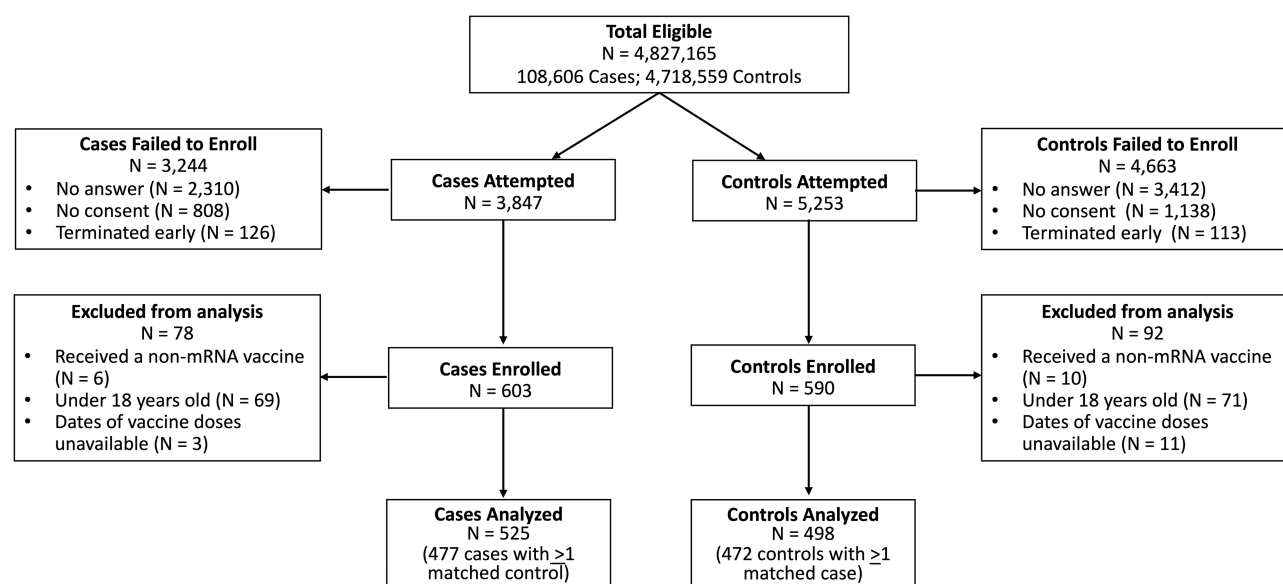 Total Eligible
N = 4,827,165
108,606 Cases; 4,718,559 Controls
Cases Failed to Enroll
N = 3,244
• No answer (N = 2,310)
• No consent (N = 808)
• Terminated early (N = 126)
Cases Attempted
N = 3,847
Controls Attempted
N = 5,253
Controls Failed to Enroll
N = 4,663
• No answer (N = 3,412)
• No consent (N = 1,138)
• Terminated early (N = 113)
Excluded from analysis
N = 78
• Received a non-mRNA vaccine
(N = 6)
• Under 18 years old (N = 69)
• Dates of vaccine doses
unavailable (N = 3)
Cases Enrolled
N = 603
Controls Enrolled
N = 590
Excluded from analysis
N = 92
• Received a non-mRNA vaccine
(N = 10)
• Under 18 years old (N = 71)
• Dates of vaccine doses
unavailable (N = 11)
Cases Analyzed
N = 525
(477 cases with >1
matched control)
Controls Analyzed
N = 498
(472 controls with >1
matched case)